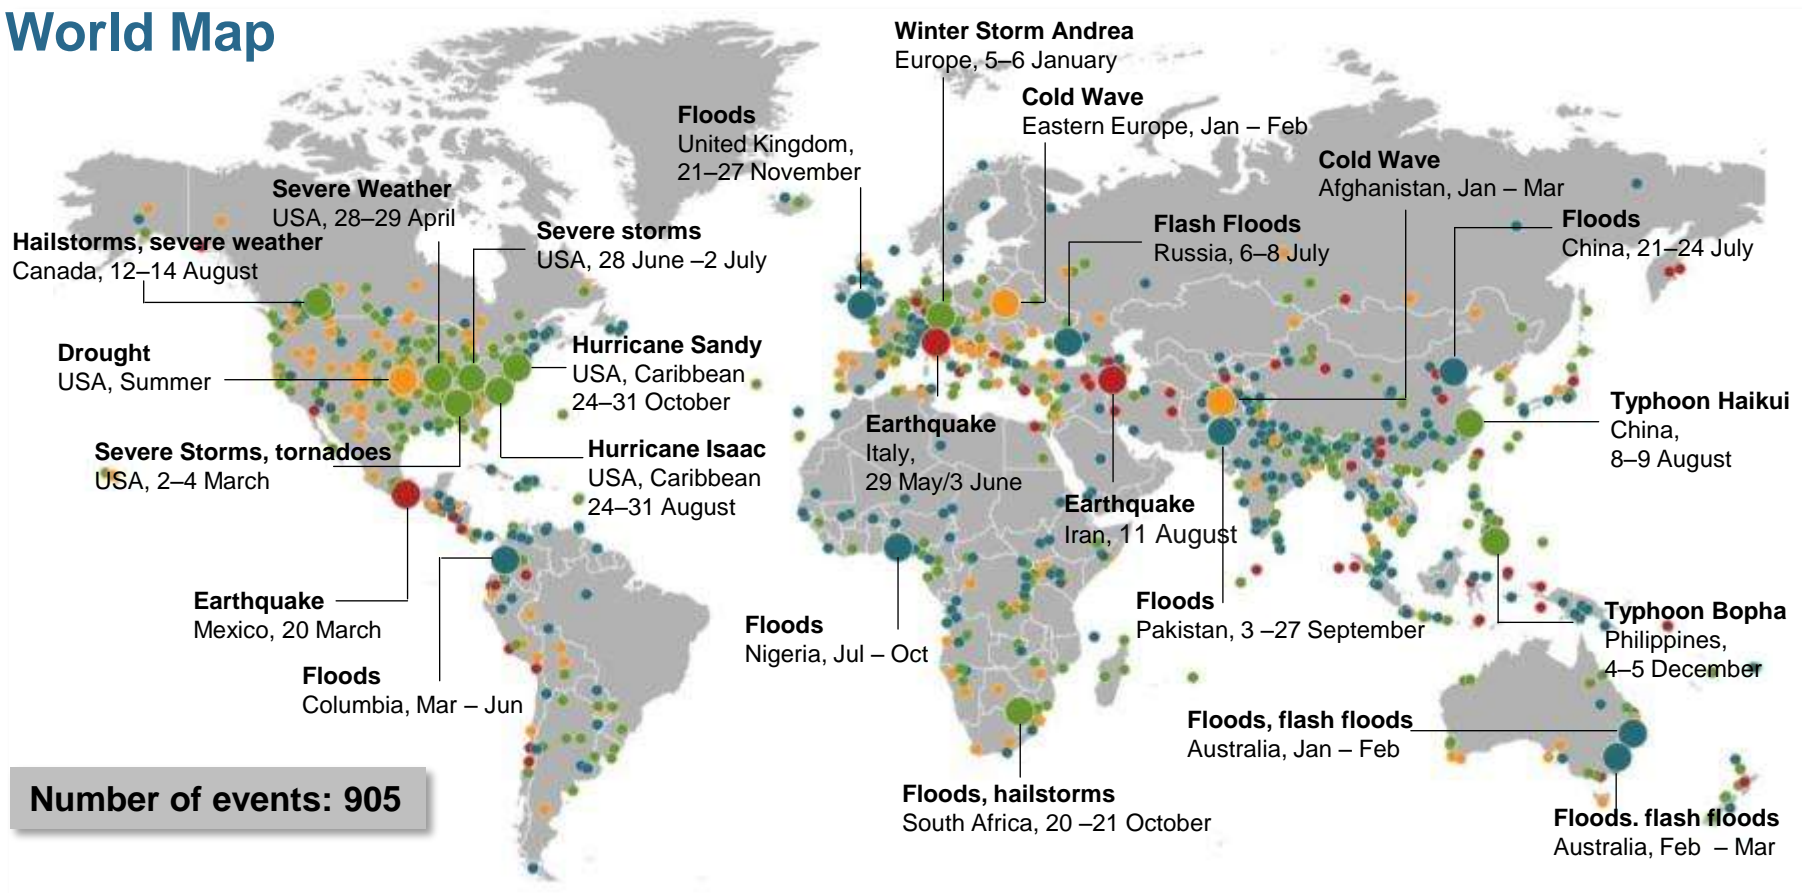 World Map
Winter Storm Andrea
Europe, 5–6 January
Cold Wave
Eastern Europe, Jan – Feb
Floods
United Kingdom,
21–27 November
Cold Wave
Afghanistan, Jan – Mar
Severe Weather
USA, 28–29 April
Severe storms
USA, 28 June –2 July
Flash Floods
Russia, 6–8 July
Floods
China, 21–24 July
Hailstorms, severe weather
Canada, 12–14 August
Drought
USA, Summer
Hurricane Sandy
USA, Caribbean
24–31 October
Typhoon Haikui
China,
8–9 August
Earthquake
Italy,
29 May/3 June
Severe Storms, tornadoes
USA, 2–4 March
Hurricane Isaac
USA, Caribbean
24–31 August
Earthquake
Iran, 11 August
Earthquake
Mexico, 20 March
Floods
Nigeria, Jul – Oct
Floods
Pakistan, 3 –27 September
Typhoon Bopha
Philippines,
4–5 December
Floods
Columbia, Mar – Jun
Floods, flash floods
Australia, Jan – Feb
Number of events: 905
Floods, hailstorms
South Africa, 20 –21 October
Floods. flash floods
Australia, Feb – Mar